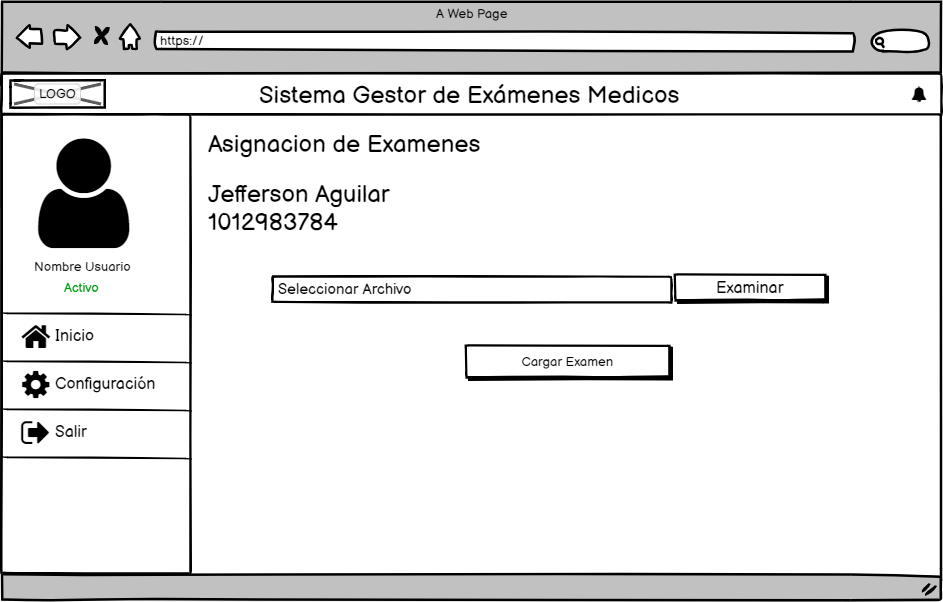 A Web Page
https://
LOGO
Sistema Gestor de Exámenes Medicos
Nombre Usuario
Activo
Inicio
Configuración
Salir
Asignacion de Examenes
Jefferson Aguilar
1012983784
Seleccionar Archivo
Examinar
Cargar Examen